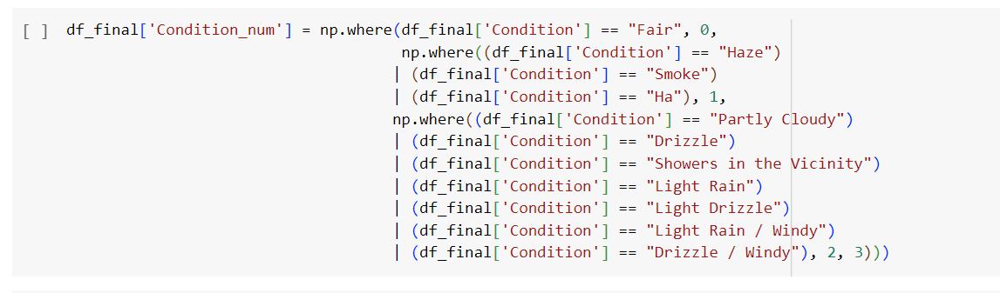 [ ] df_final['Condition_num'] = np.where(df_final['Condition'] == "Fair", 0,
np.where((df_final['Condition'] == "Haze")
| (df_final['Condition'] == "Smoke")
| (df_final['Condition'] == "Ha"), 1,
np.where((df_final['Condition'] == "Partly Cloudy")
| (df_final['Condition'] == "Drizzle")
| (df_final['Condition'] == "Showers in the Vicinity")
| (df_final['Condition'] == "Light Rain")
| (df_final['Condition'] == "Light Drizzle")
| (df_final['Condition'] == "Light Rain / Windy")
| (df_final['Condition'] == "Drizzle / Windy"), 2, 3)))